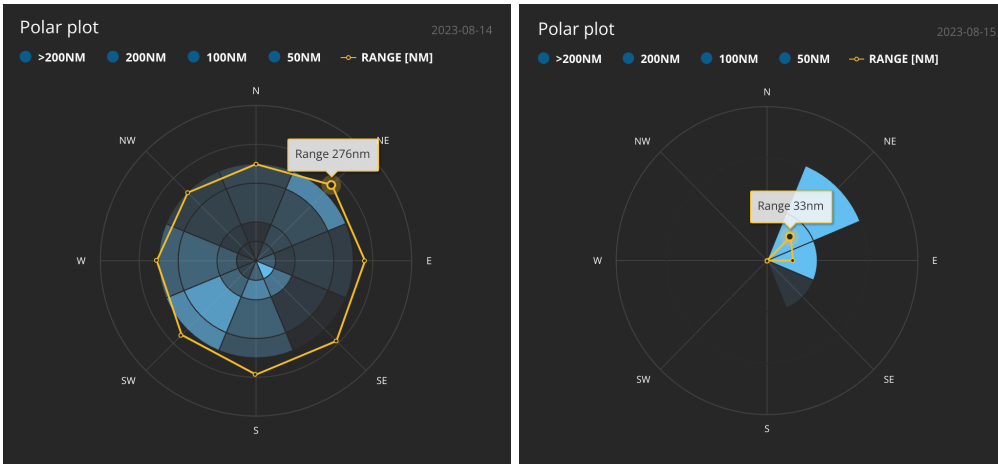 Polar plot
2023-08-14
>200NM 200NM 100NM 50NM RANGE [NM]
N
NW NE
Range 276nm
W E
SW SE
S
Polar plot
2023-08-15
>200NM 200NM 100NM 50NM RANGE [NM]
N
NW NE
Range 33nm
W E
SW SE
S